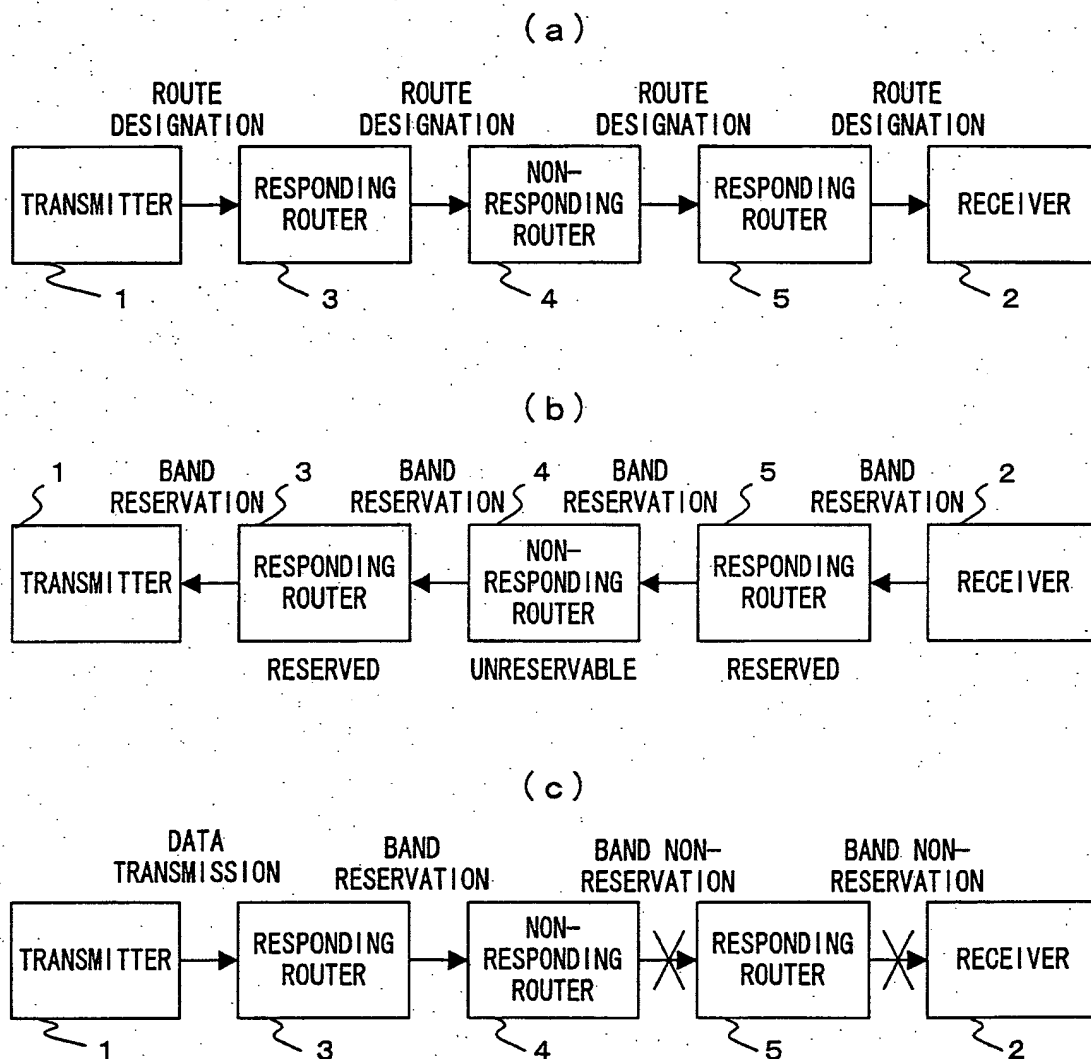 (a)
ROUTE DESIGNATION ROUTE DESIGNATION ROUTE DESIGNATION ROUTE DESIGNATION
TRANSMITTER RESPONDING ROUTER NON-RESPONDING ROUTER RESPONDING ROUTER RECEIVER
1 3 4 5 2
(b)
1 BAND RESERVATION 3 BAND RESERVATION 4 BAND RESERVATION 5 BAND RESERVATION 2
TRANSMITTER RESPONDING ROUTER NON-RESPONDING ROUTER RESPONDING ROUTER RECEIVER
RESERVED UNRESERVABLE RESERVED
(c)
DATA TRANSMISSION BAND RESERVATION BAND NON-RESERVATION BAND NON-RESERVATION
TRANSMITTER RESPONDING ROUTER NON-RESPONDING ROUTER RESPONDING ROUTER RECEIVER
1 3 4 5 2